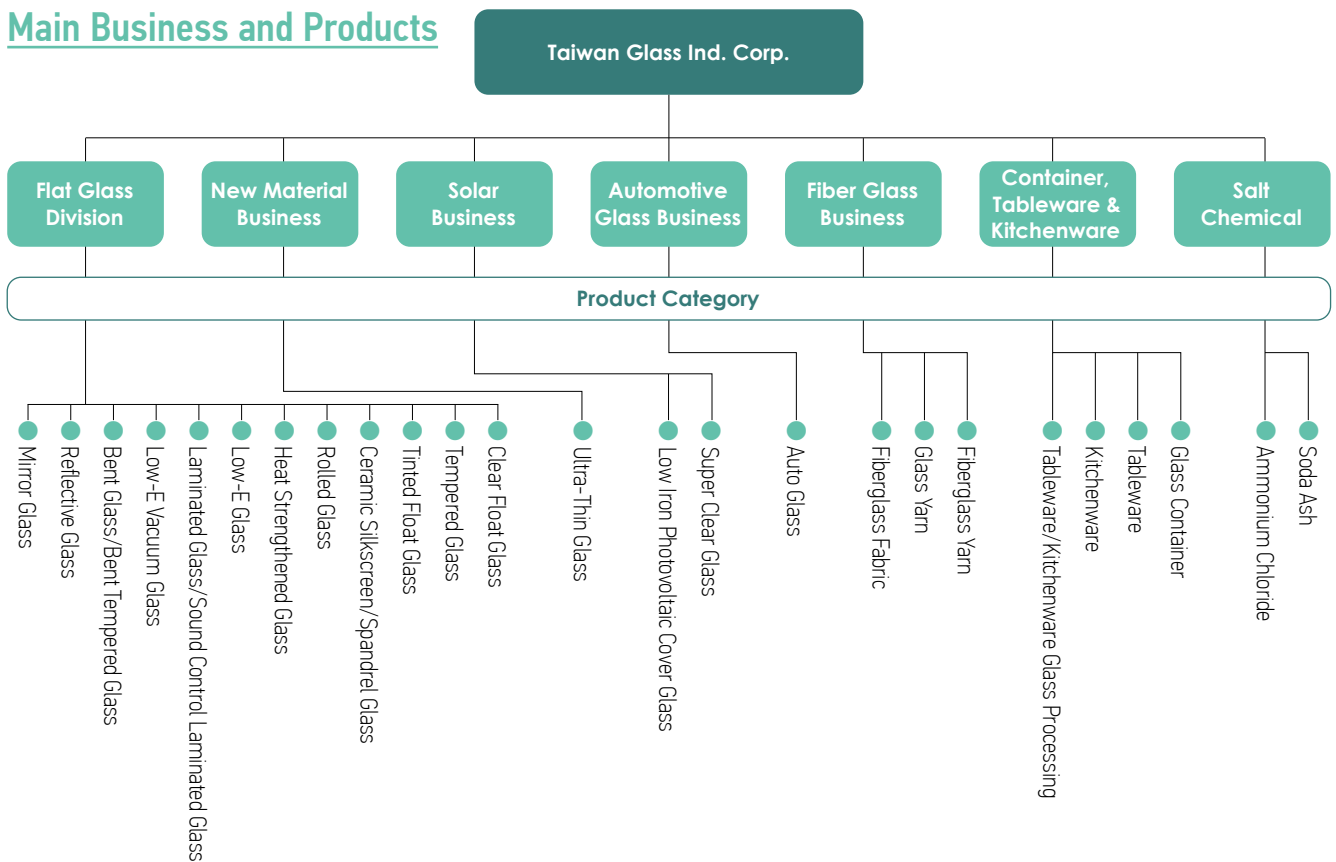 Main Business and Products
Taiwan Glass Ind. Corp.
Flat Glass
Division
New Material
Business
Solar
Business
Automotive
Glass Business
Fiber Glass
Business
Container,
Tableware &
Kitchenware
Salt
Chemical
Product Category
Mirror Glass
Reflective Glass
Bent Glass/Bent Tempered Glass
Low-E Vacuum Glass
Laminated Glass/Sound Control Laminated Glass
Low-E Glass
Heat Strengthened Glass
Rolled Glass
Ceramic Silkscreen/Spandrel Glass
Tinted Float Glass
Tempered Glass
Clear Float Glass
Ultra-Thin Glass
Low Iron Photovoltaic Cover Glass
Super Clear Glass
Auto Glass
Fiberglass Fabric
Glass Yarn
Fiberglass Yarn
Tableware/Kitchenware Glass Processing
Kitchenware
Tableware
Glass Container
Ammonium Chloride
Soda Ash